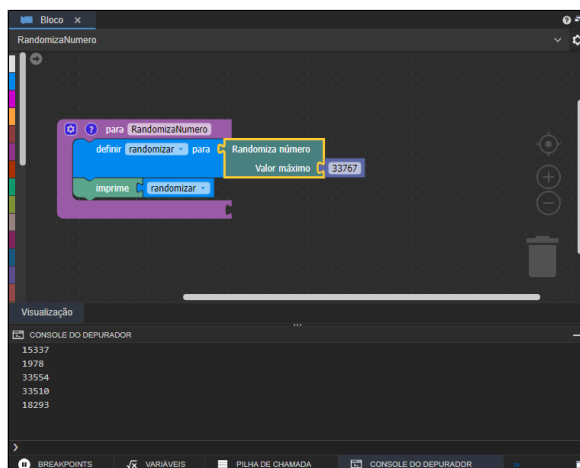 Bloco ×
RandomizaNumero
? para RandomizaNumero
definir randomizar para Randomiza número
Valor máximo 33767
imprime randomizar
Visualização
CONSOLE DO DEPURADOR
15337
1978
33554
33510
18293
BREAKPOINTS VARIÁVEIS PILHA DE CHAMADA CONSOLE DO DEPURADOR